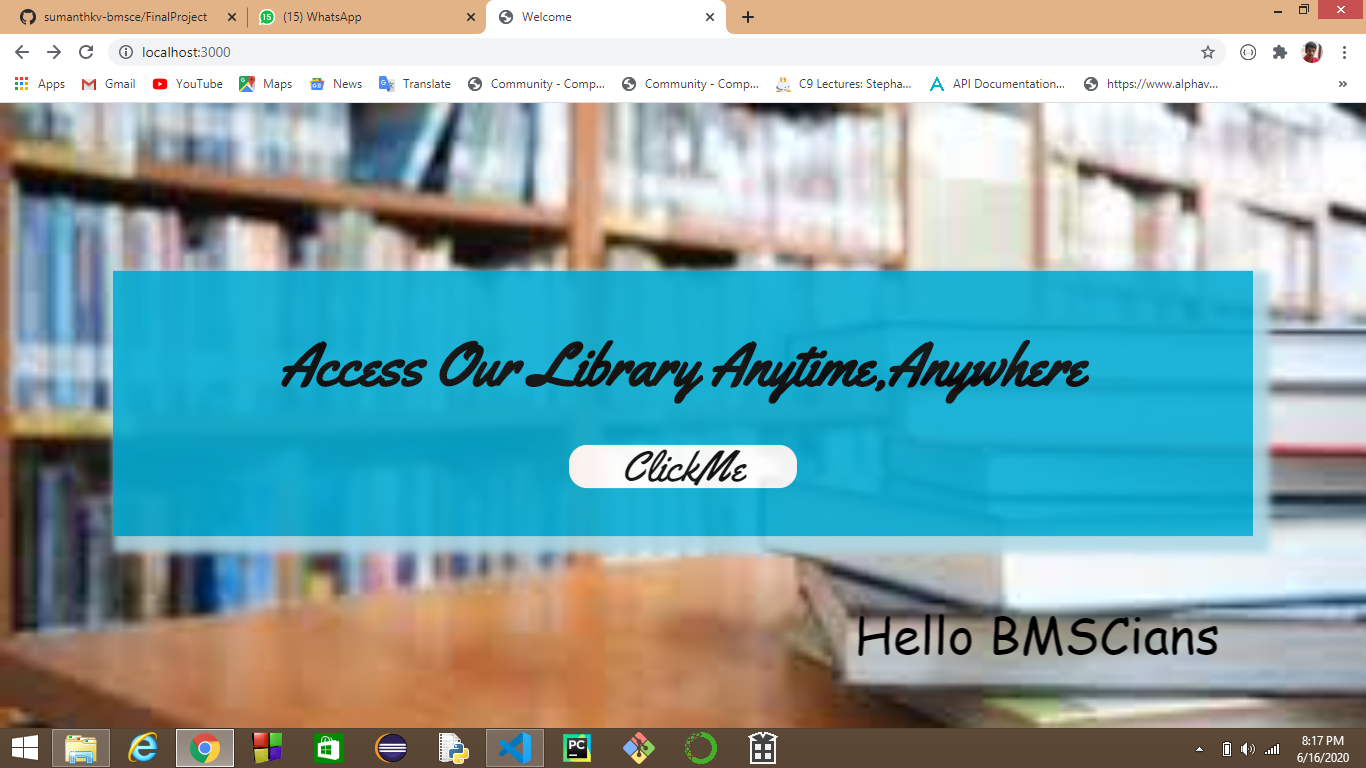 sumanthkv-bmsce/FinalProject
(15) WhatsApp
Welcome
localhost:3000
Apps
Gmail
YouTube
Maps
News
Translate
Community - Comp...
Community - Comp...
C9 Lectures: Stepha...
API Documentation...
https://www.alphav...
Access Our Library Anytime,Anywhere
ClickMe
Hello BMSCians
PC
8:17 PM
6/16/2020